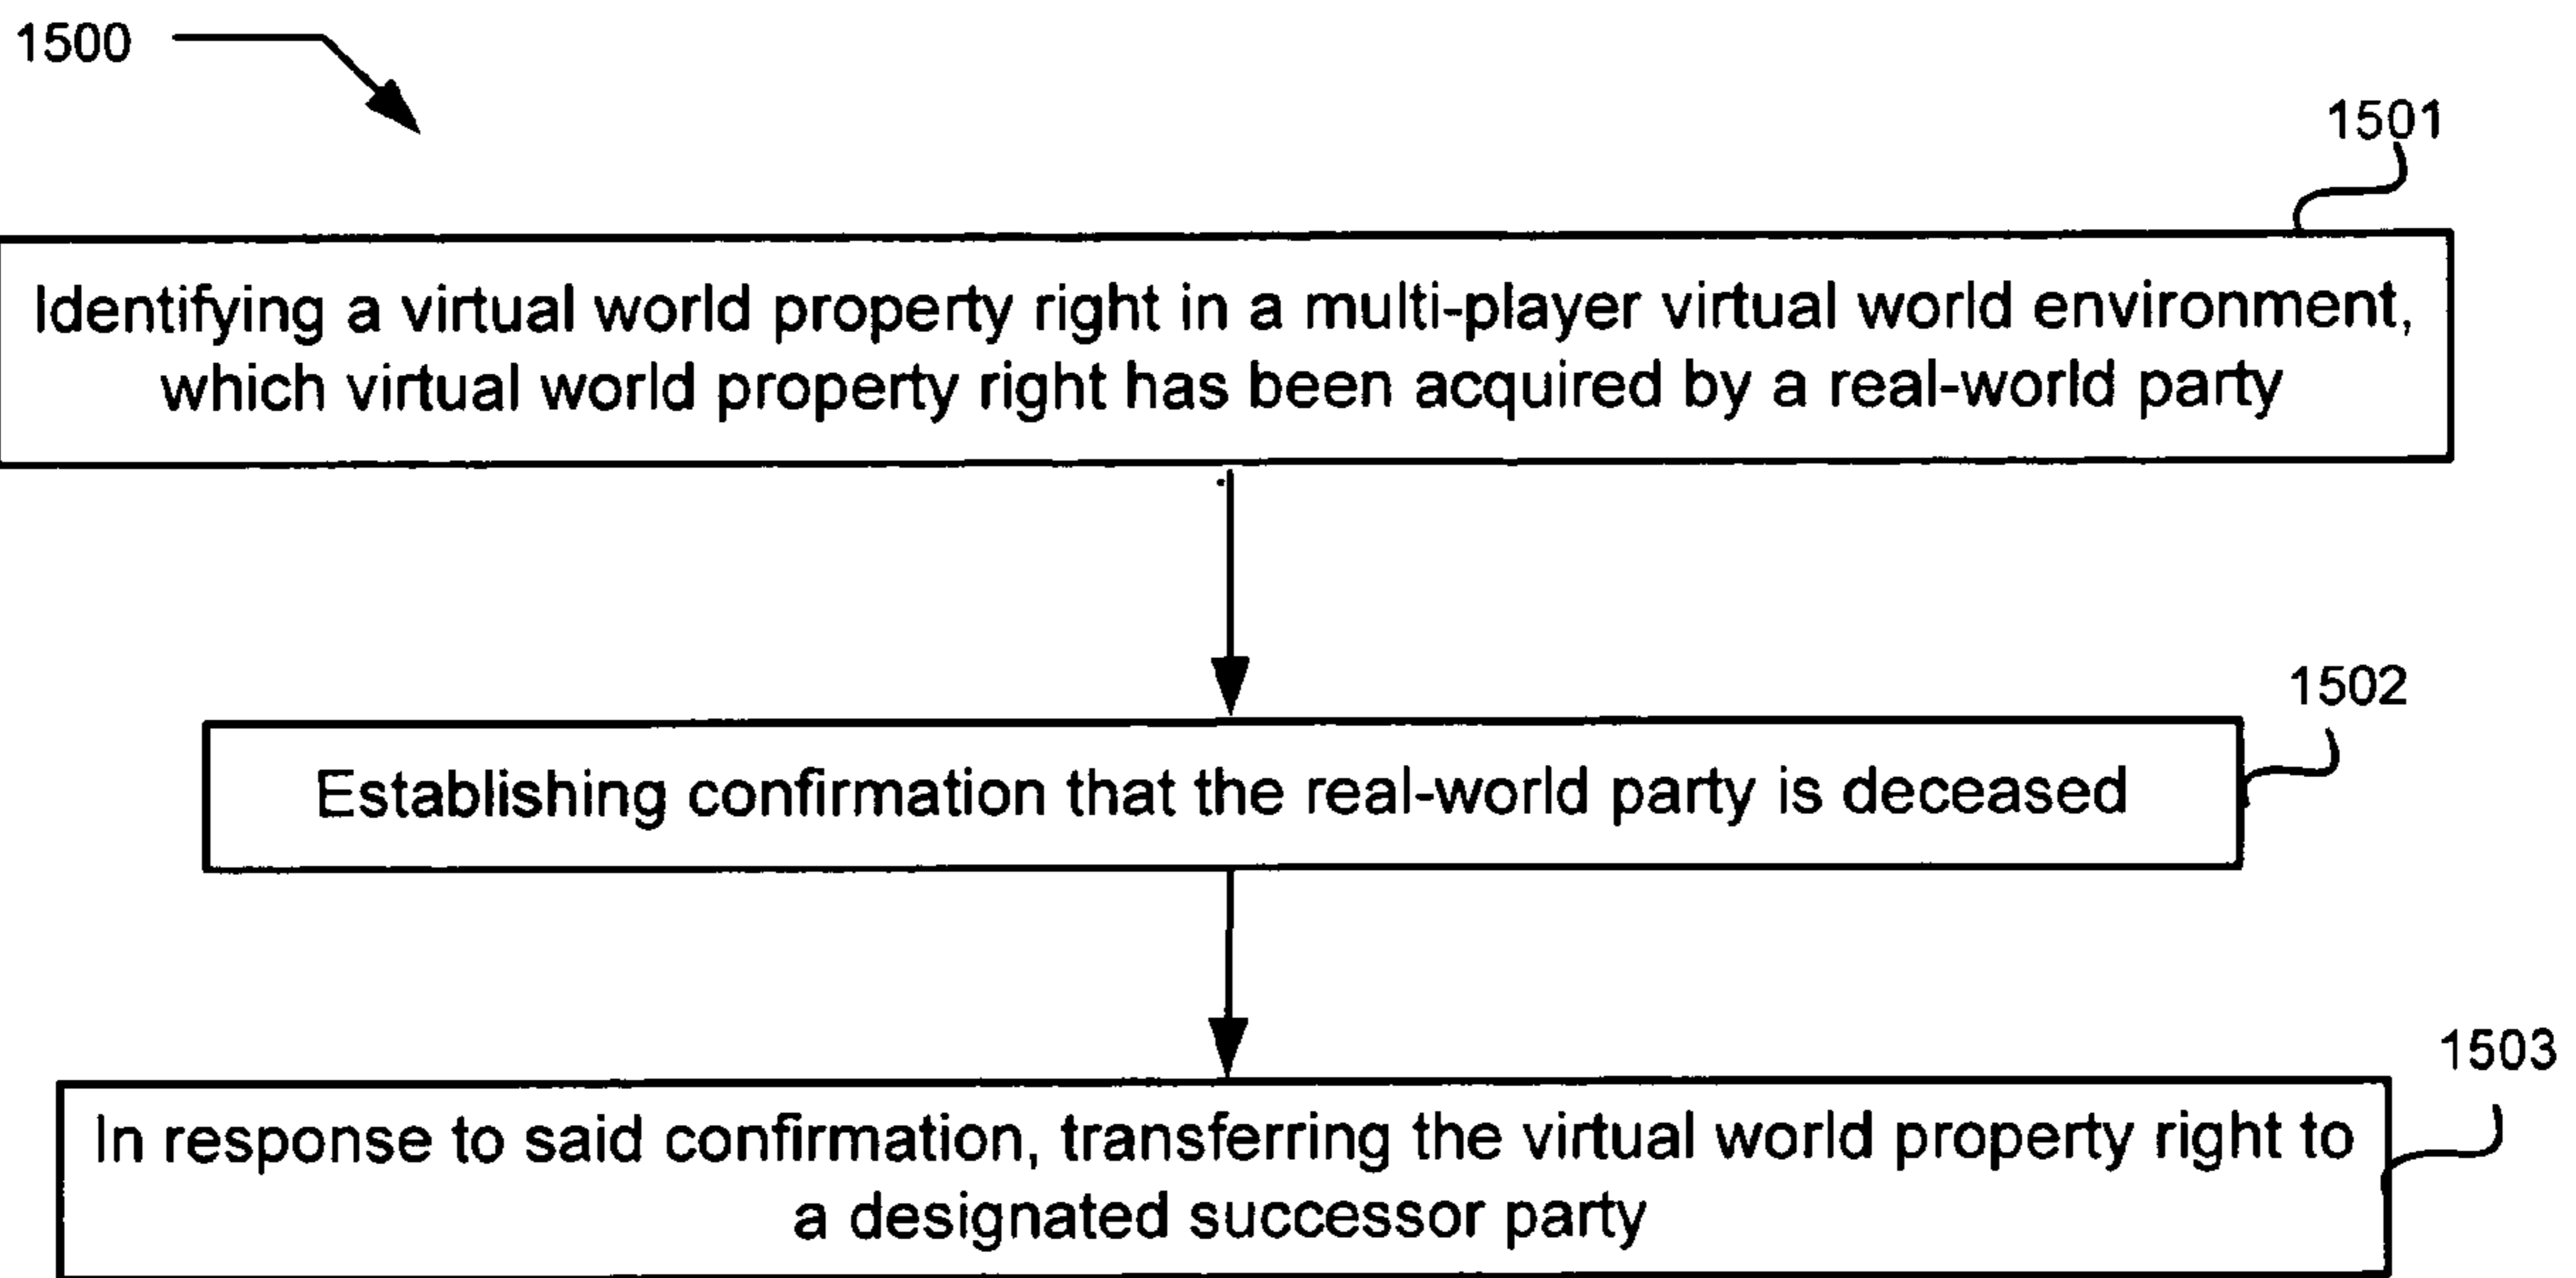 1500
1501
Identifying a virtual world property right in a multi-player virtual world environment,
which virtual world property right has been acquired by a real-world party
1502
Establishing confirmation that the real-world party is deceased
1503
In response to said confirmation, transferring the virtual world property right to
a designated successor party